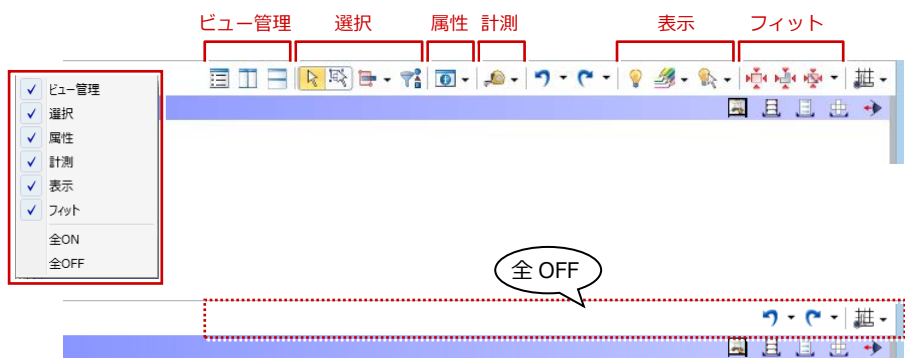 ビュー管理 選択 属性 計測 表示 フィット
ビュー管理
選択
属性
計測
表示
フィット
全ON
全OFF
全 OFF